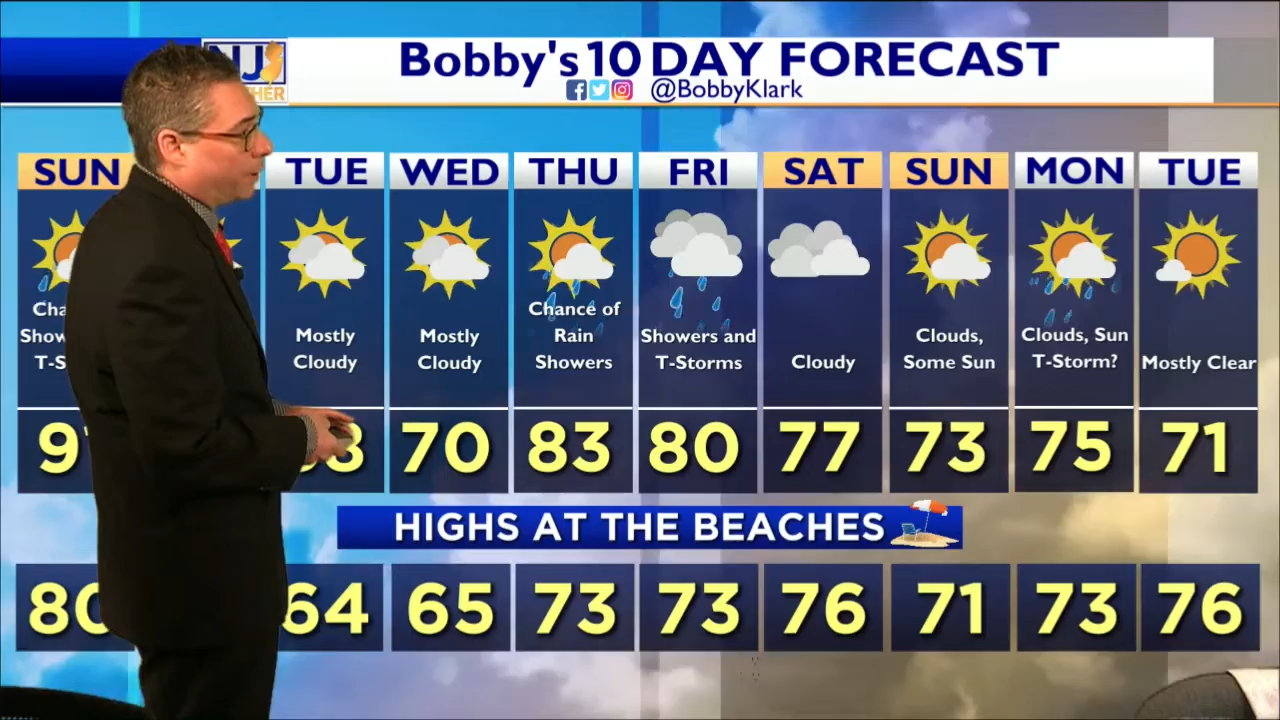 NJ
Bobby's 10 DAY FORECAST
@BobbyKlark
SUN TUE WED THU FRI SAT SUN MON TUE
Mostly Cloudy
Mostly Cloudy
Chance of Rain Showers
Showers and T-Storms
Cloudy
Clouds, Some Sun
Clouds, Sun T-Storm?
Mostly Clear
70 83 80 77 73 75 71
HIGHS AT THE BEACHES
80 64 65 73 73 76 71 73 76